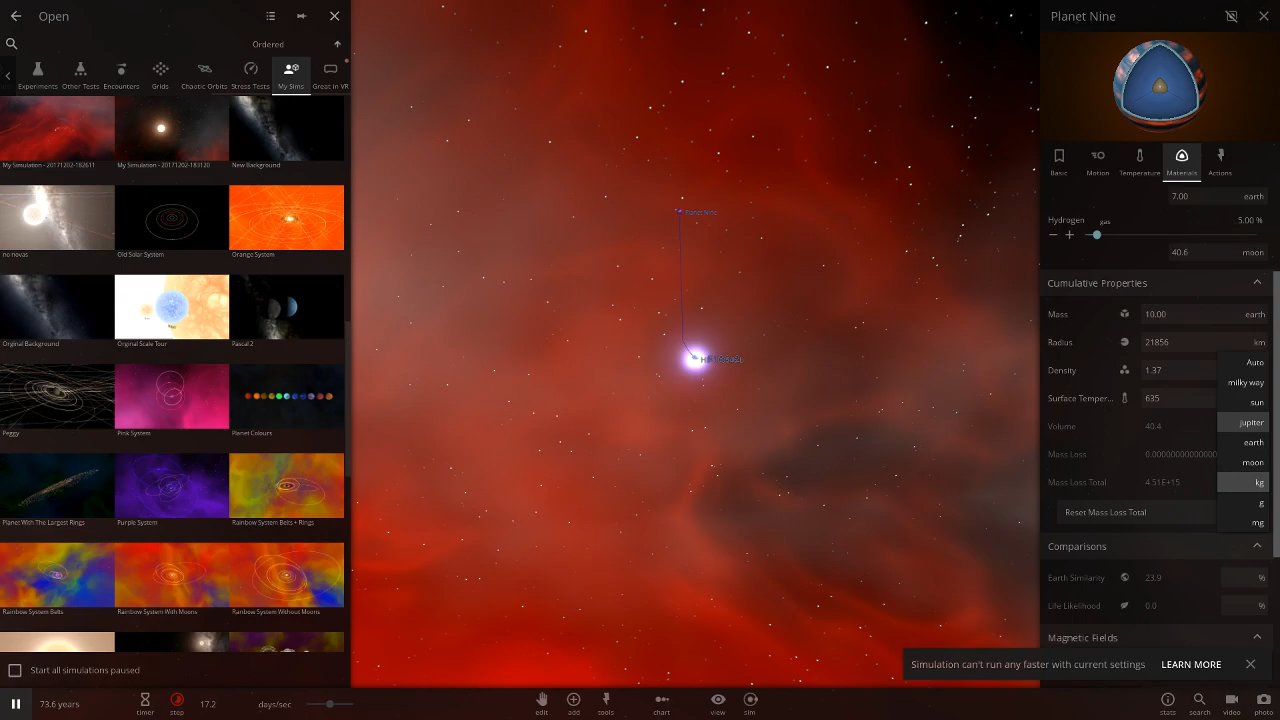 Open
Ordered
Experiments
Other Tests
Encounters
Grids
Chaotic Orbits
Stress Tests
My Sims
Great in VR
My Simulation - 20171202-182611
My Simulation - 20171202-183120
New Background
no novas
Old Solar System
Orange System
Orginal Background
Orginal Scale Tour
Pascal 2
Peggy
Pink System
Planet Colours
Planet With The Largest Rings
Purple System
Rainbow System Belts + Rings
Rainbow System Belts
Rainbow System With Moons
Rainbow System Without Moons
Start all simulations paused
Planet Nine
Planet Nine
Basic
Motion
Temperature
Materials
Actions
7.00 earth
Hydrogen gas 5.00 %
40.6 moon
Cumulative Properties
Mass 10.00 earth
Radius 21856 km
Density 1.37
Surface Temper... 635
Volume 40.4
Mass Loss 0.0000000000000
Mass Loss Total 4.51E+15
Reset Mass Loss Total
Auto
milky way
sun
jupiter
earth
moon
kg
g
mg
Comparisons
Earth Similarity 23.9 %
Life Likelihood 0.0 %
Magnetic Fields
Simulation can't run any faster with current settings LEARN MORE
73.6 years
timer
step
17.2 days/sec
edit
add
tools
chart
view
sim
stats
search
video
photo